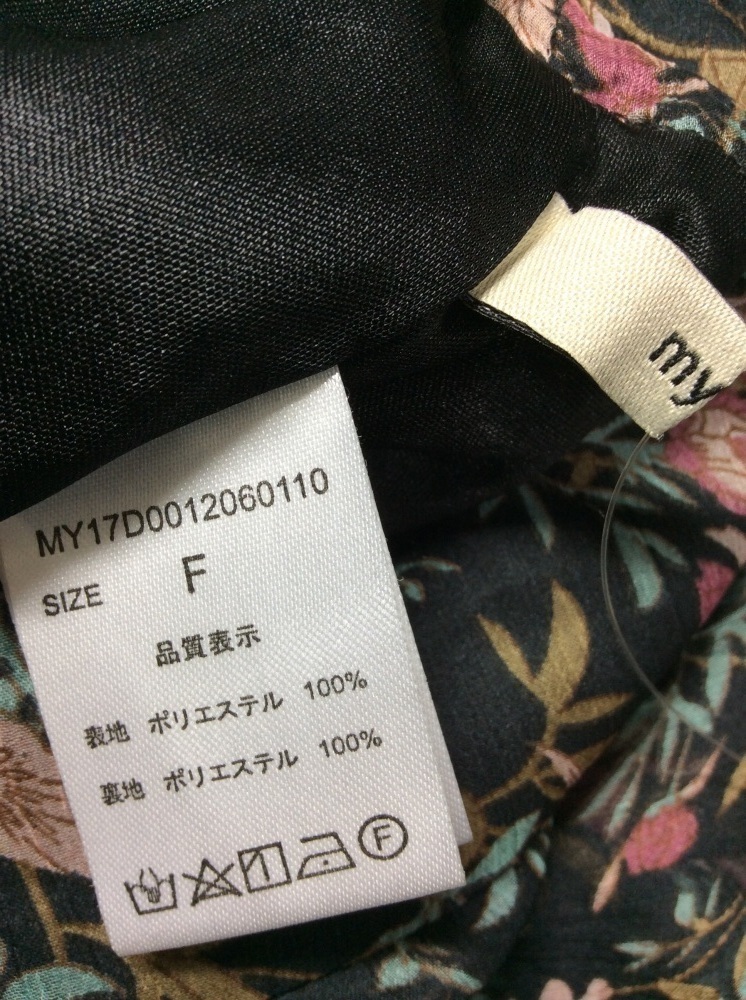 MY17D0012060110
SIZE F
品質表示
表地 ポリエステル 100%
裏地 ポリエステル 100%
F
my